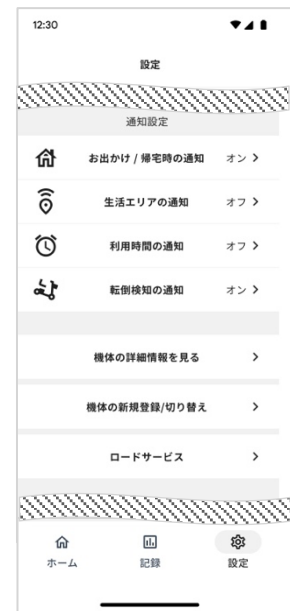 12:30
設定
通知設定
お出かけ / 帰宅時の通知 オン
生活エリアの通知 オフ
利用時間の通知 オフ
転倒検知の通知 オン
機体の詳細情報を見る
機体の新規登録/切り替え
ロードサービス
ホーム 記録 設定